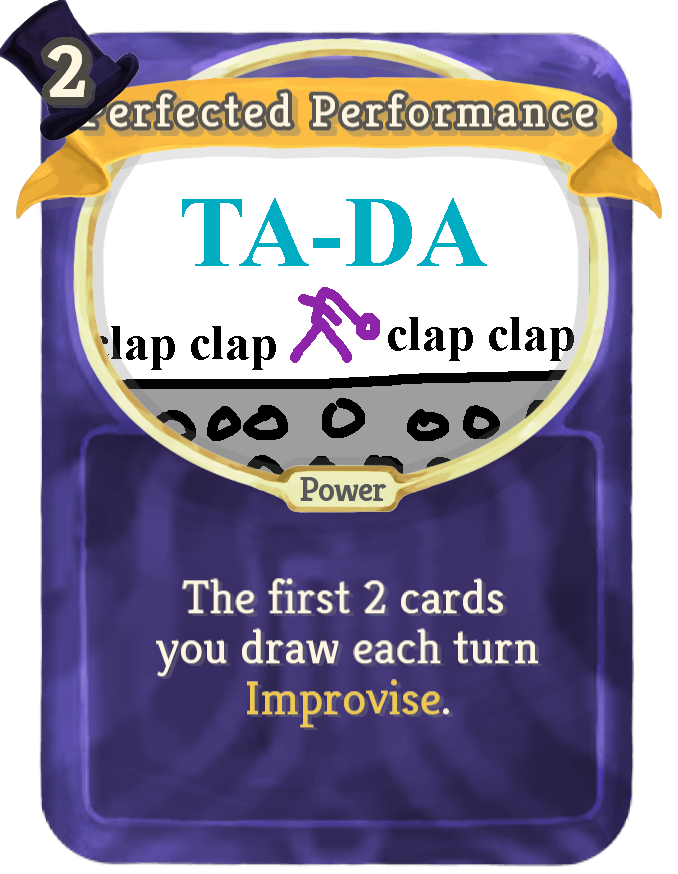 2
Perfected Performance
TA-DA
clap clap
clap clap
Power
The first 2 cards
you draw each turn
Improvise.